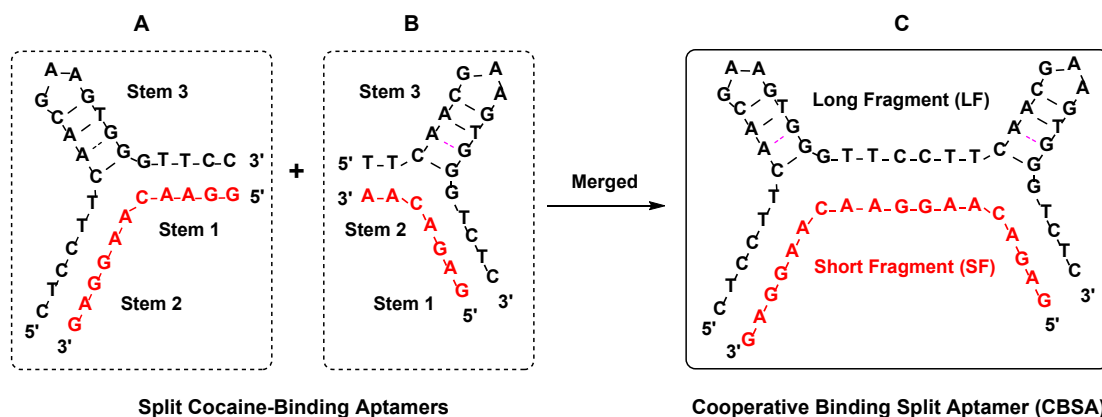 A
B
C
5' C T C C T T C A A C G A A G T G G G T T C C 3'
Stem 3
G G A A C A A G G A G
5'
3'
Stem 1
Stem 2
+
5' T T C A A C G A A G T G G G T C T C 3'
Stem 3
3' A A C A G A G 5'
Stem 2
Stem 1
Merged
5' C T C C T T C A A C G A A G T G G G T T C C T T C A A C G A A G T G G G T C T C 3'
Long Fragment (LF)
3' G A G G A A C A A G G A A C A G A G 5'
Short Fragment (SF)
Split Cocaine-Binding Aptamers
Cooperative Binding Split Aptamer (CBSA)